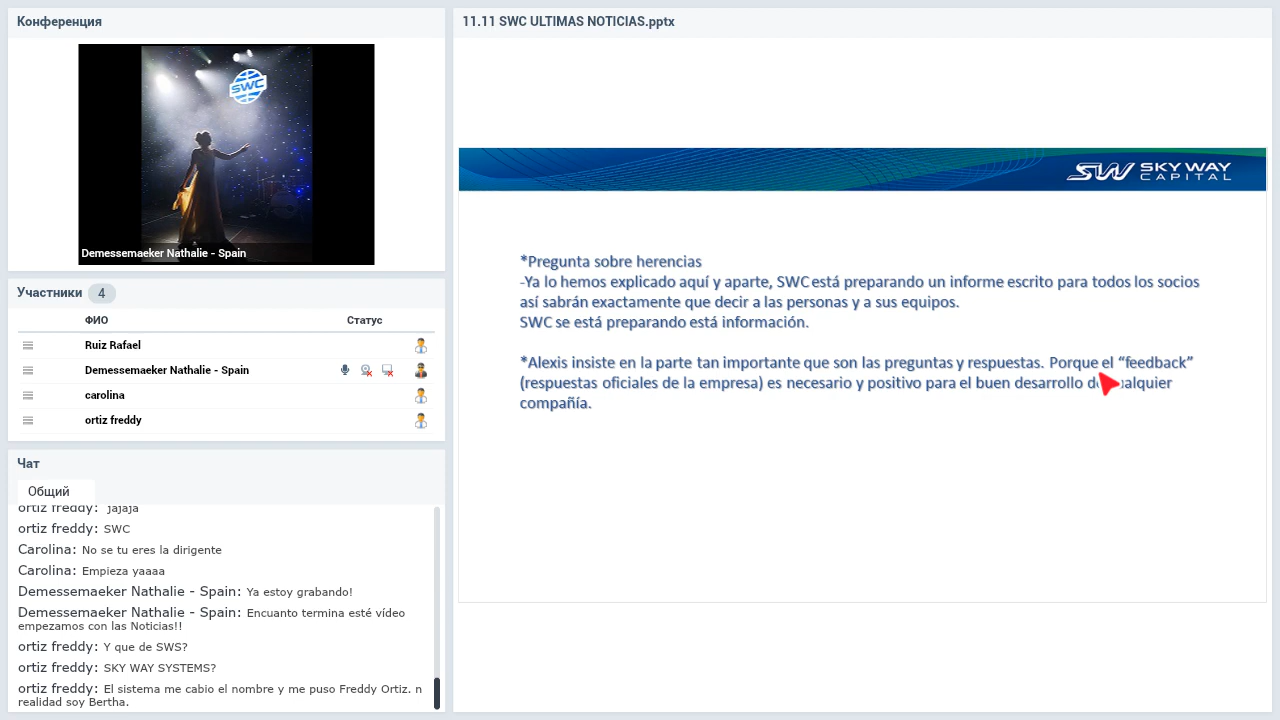 Конференция
SWC
Demessemaeker Nathalie - Spain
Участники 4
ФИО Статус
Ruiz Rafael
Demessemaeker Nathalie - Spain
carolina
ortiz freddy
Чат
Общий
ortiz freddy: jajaja
ortiz freddy: SWC
Carolina: No se tu eres la dirigente
Carolina: Empieza yaaaa
Demessemaeker Nathalie - Spain: Ya estoy grabando!
Demessemaeker Nathalie - Spain: Encuanto termina esté vídeo
empezamos con las Noticias!!
ortiz freddy: Y que de SWS?
ortiz freddy: SKY WAY SYSTEMS?
ortiz freddy: El sistema me cabio el nombre y me puso Freddy Ortiz. n
realidad soy Bertha.
11.11 SWC ULTIMAS NOTICIAS.pptx
SW SKY WAY
CAPITAL
*Pregunta sobre herencias
-Ya lo hemos explicado aquí y aparte, SWC está preparando un informe escrito para todos los socios
así sabrán exactamente que decir a las personas y a sus equipos.
SWC se está preparando está información.
*Alexis insiste en la parte tan importante que son las preguntas y respuestas. Porque el “feedback”
(respuestas oficiales de la empresa) es necesario y positivo para el buen desarrollo
compañía.